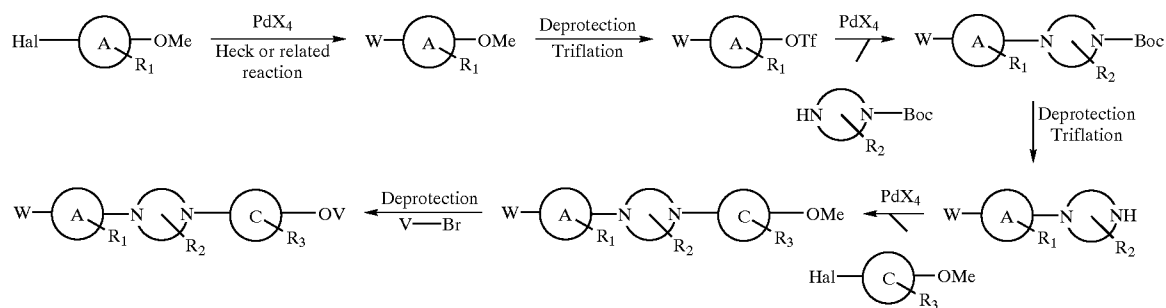 Hal A OMe R1
PdX4
Heck or related
reaction
W A OMe R1
Deprotection
Triflation
W A OTf R1
PdX4
HN N Boc R2
W A N N Boc R1 R2
Deprotection
Triflation
W A N NH R1 R2
PdX4
Hal C OMe R3
W A N N C OMe R1 R2 R3
Deprotection
V Br
W A N N C OV R1 R2 R3